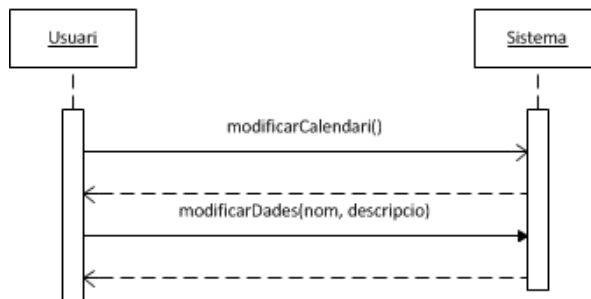 Usuari
Sistema
modificarCalendari()
modificarDades(nom, descripcio)